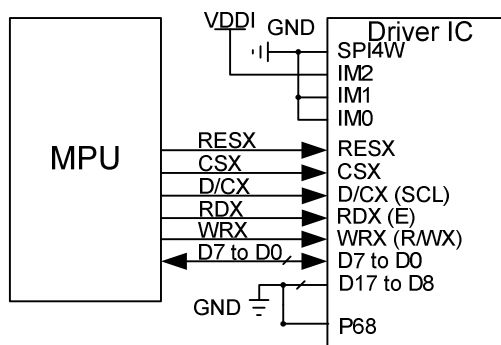 VDDI
GND
Driver IC
SPI4W
IM2
IM1
IM0
MPU
RESX
RESX
CSX
CSX
D/CX
D/CX (SCL)
RDX
RDX (E)
WRX
WRX (R/WX)
D7 to D0
D7 to D0
D17 to D8
GND
P68